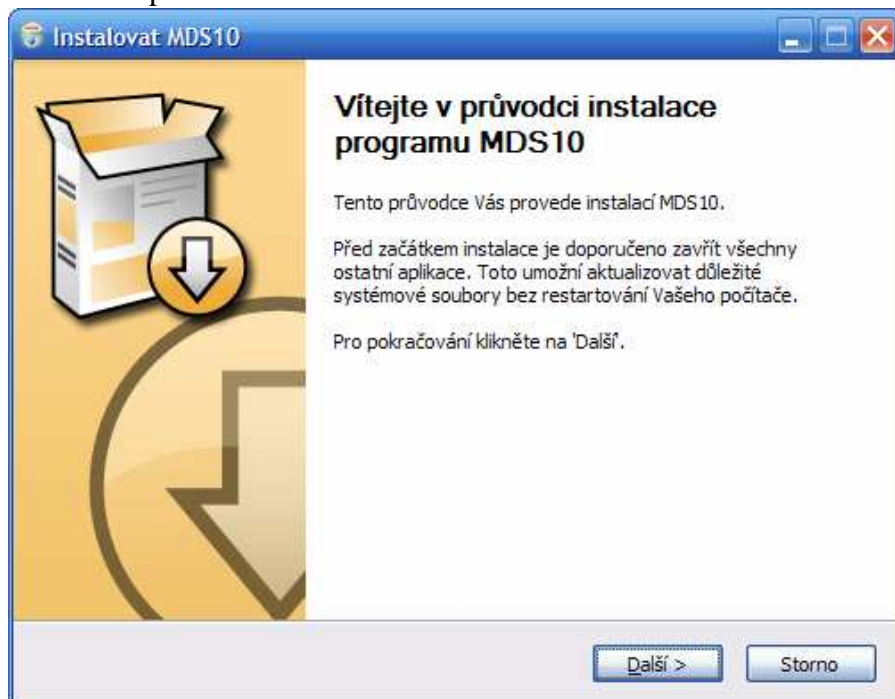 Instalovat MDS10
Vítejte v průvodci instalace
programu MDS10
Tento průvodce Vás provede instalací MDS10.
Před začátkem instalace je doporučeno zavřít všechny
ostatní aplikace. Toto umožní aktualizovat důležité
systémové soubory bez restartování Vašeho počítače.
Pro pokračování klikněte na 'Další'.
Další >
Storno